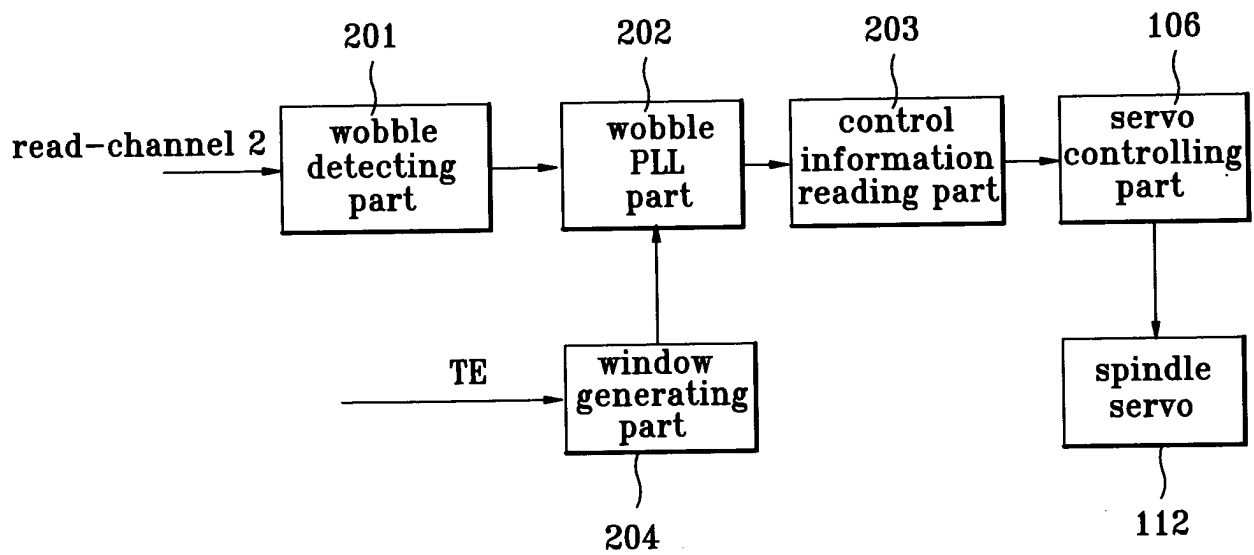 201
202
203
106
read-channel 2
wobble
detecting
part
wobble
PLL
part
control
information
reading part
servo
controlling
part
TE
window
generating
part
spindle
servo
204
112